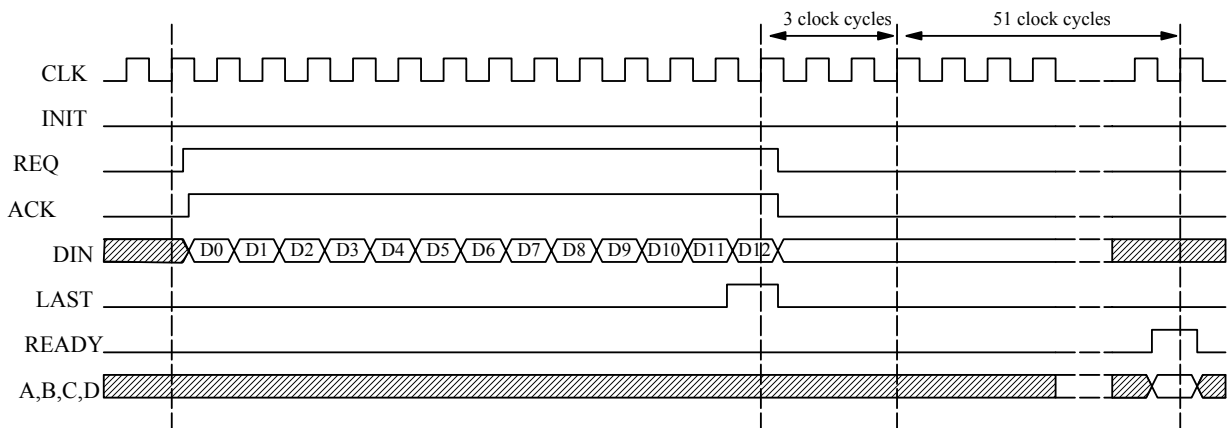 3 clock cycles 51 clock cycles
CLK
INIT
REQ
ACK
DIN D0 D1 D2 D3 D4 D5 D6 D7 D8 D9 D10 D11 D12
LAST
READY
A,B,C,D